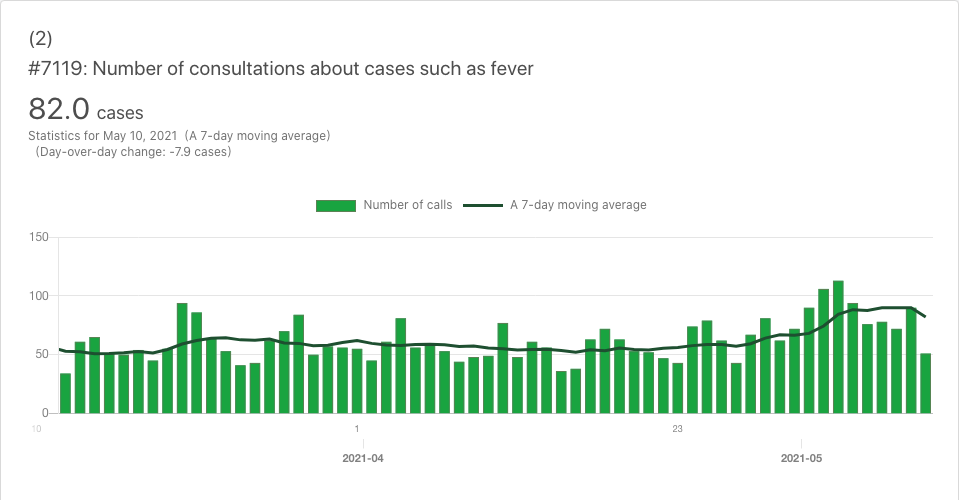 (2)
#7119: Number of consultations about cases such as fever
82.0 cases
Statistics for May 10, 2021 (A 7-day moving average)
(Day-over-day change: -7.9 cases)
Number of calls A 7-day moving average
150
100
50
0
10 1 23
2021-04 2021-05